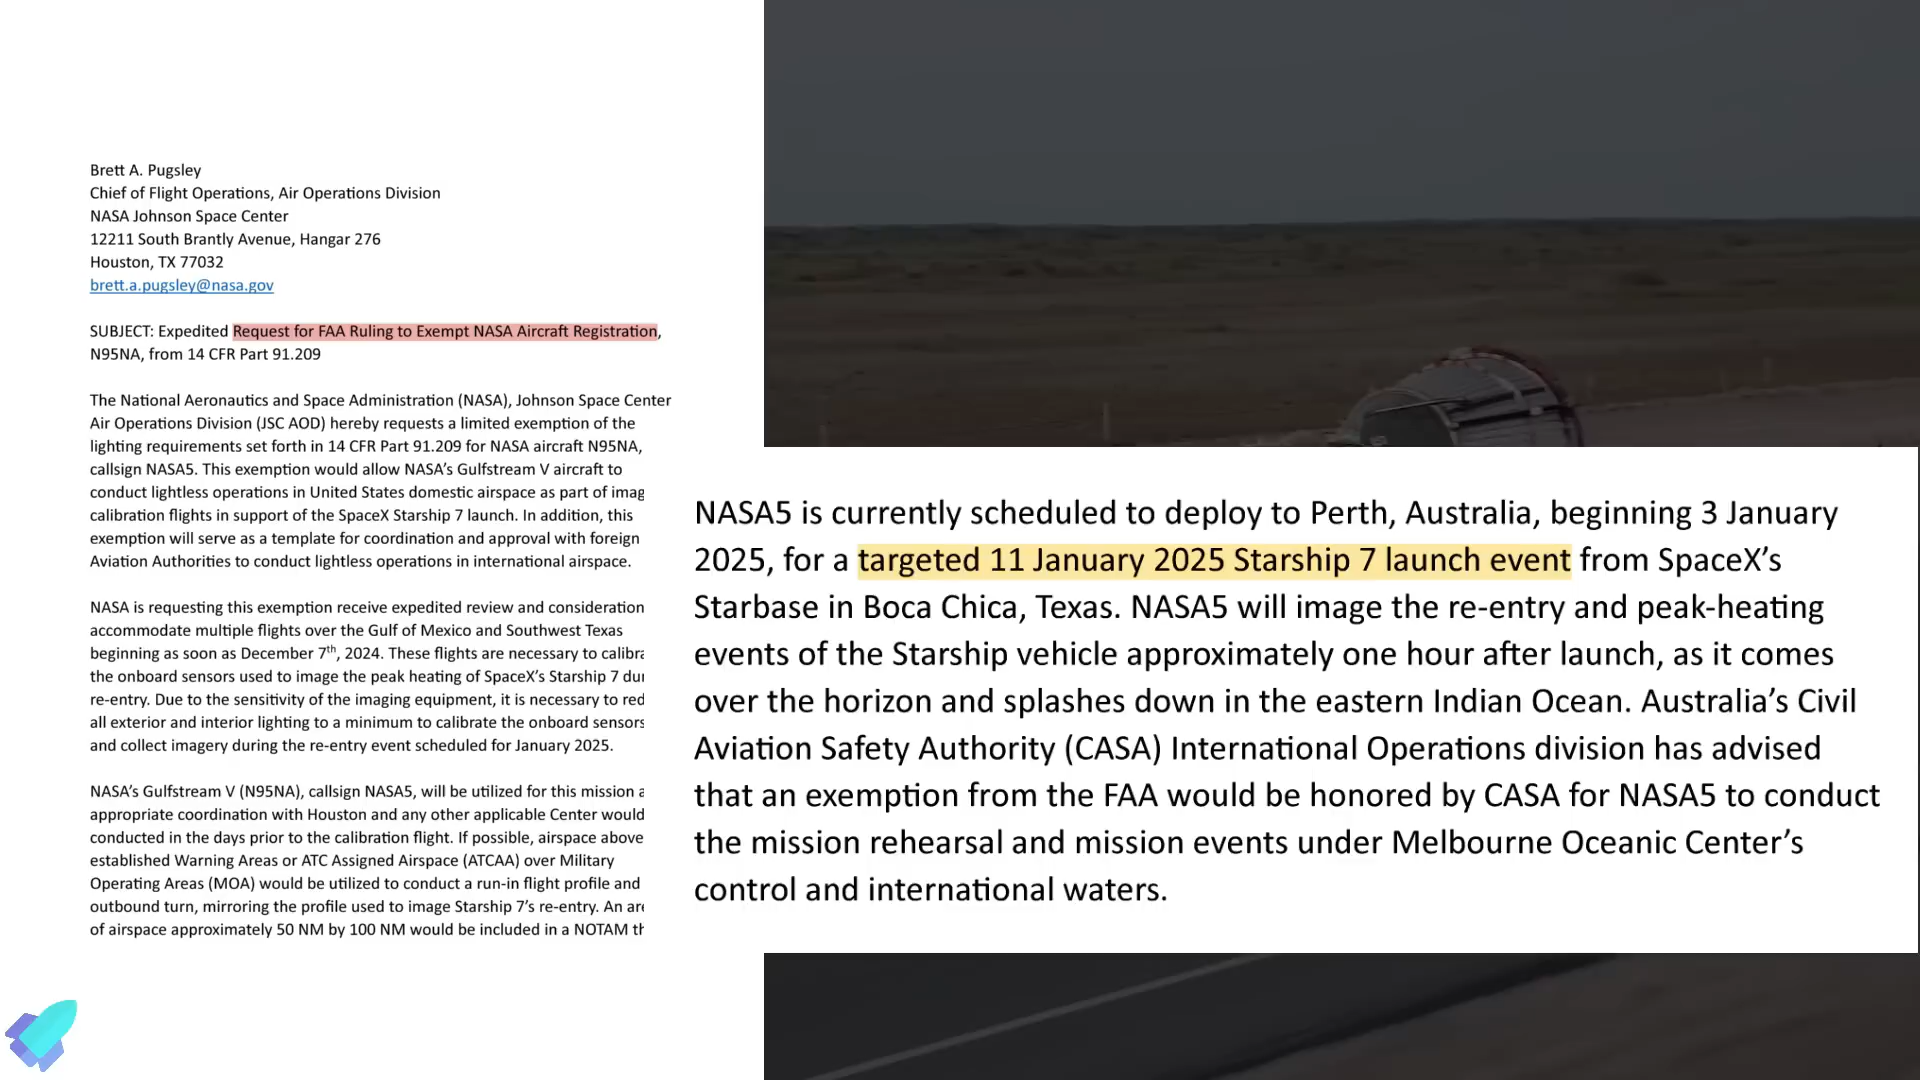 Brett A. Pugsley
Chief of Flight Operations, Air Operations Division
NASA Johnson Space Center
12211 South Brantly Avenue, Hangar 276
Houston, TX 77032
brett.a.pugsley@nasa.gov
SUBJECT: Expedited Request for FAA Ruling to Exempt NASA Aircraft Registration,
N95NA, from 14 CFR Part 91.209
The National Aeronautics and Space Administration (NASA), Johnson Space Center
Air Operations Division (JSC AOD) hereby requests a limited exemption of the
lighting requirements set forth in 14 CFR Part 91.209 for NASA aircraft N95NA,
callsign NASA5. This exemption would allow NASA's Gulfstream V aircraft to
conduct lightless operations in United States domestic airspace as part of imag
calibration flights in support of the SpaceX Starship 7 launch. In addition, this
exemption will serve as a template for coordination and approval with foreign
Aviation Authorities to conduct lightless operations in international airspace.
NASA is requesting this exemption receive expedited review and consideration
accommodate multiple flights over the Gulf of Mexico and Southwest Texas
beginning as soon as December 7th, 2024. These flights are necessary to calibra
the onboard sensors used to image the peak heating of SpaceX's Starship 7 dur
re-entry. Due to the sensitivity of the imaging equipment, it is necessary to red
all exterior and interior lighting to a minimum to calibrate the onboard sensors
and collect imagery during the re-entry event scheduled for January 2025.
NASA's Gulfstream V (N95NA), callsign NASA5, will be utilized for this mission a
appropriate coordination with Houston and any other applicable Center would
conducted in the days prior to the calibration flight. If possible, airspace above
established Warning Areas or ATC Assigned Airspace (ATCAA) over Military
Operating Areas (MOA) would be utilized to conduct a run-in flight profile and
outbound turn, mirroring the profile used to image Starship 7's re-entry. An are
of airspace approximately 50 NM by 100 NM would be included in a NOTAM th
NASA5 is currently scheduled to deploy to Perth, Australia, beginning 3 January
2025, for a targeted 11 January 2025 Starship 7 launch event from SpaceX's
Starbase in Boca Chica, Texas. NASA5 will image the re-entry and peak-heating
events of the Starship vehicle approximately one hour after launch, as it comes
over the horizon and splashes down in the eastern Indian Ocean. Australia's Civil
Aviation Safety Authority (CASA) International Operations division has advised
that an exemption from the FAA would be honored by CASA for NASA5 to conduct
the mission rehearsal and mission events under Melbourne Oceanic Center's
control and international waters.